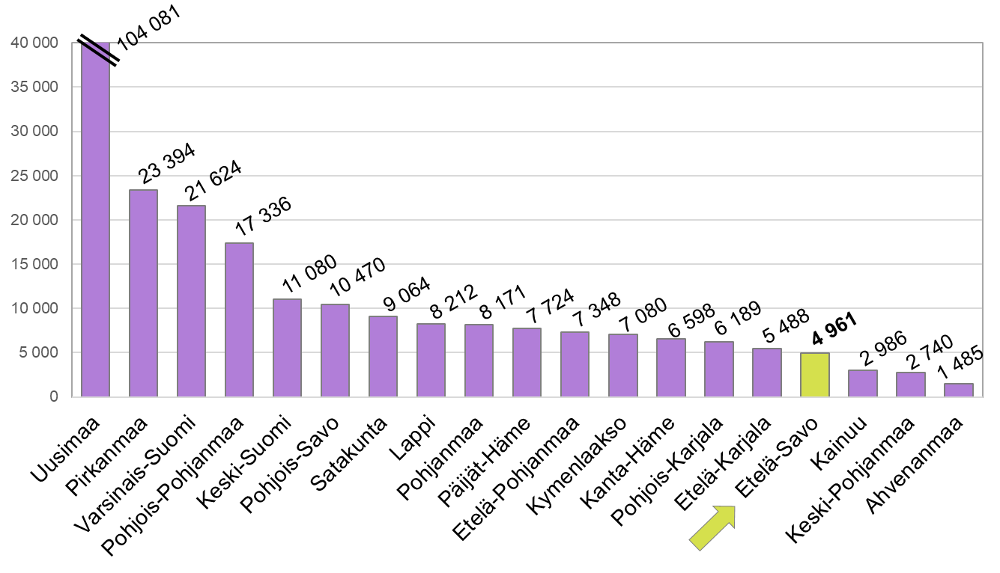 104 081
40 000
35 000
30 000
25 000
20 000
15 000
10 000
5 000
0
23 394
21 624
17 336
11 080
10 470
9 064
8 212
8 171
7 724
7 348
7 080
6 598
6 189
5 488
4 961
2 986
2 740
1 485
Uusimaa
Pirkanmaa
Varsinais-Suomi
Pohjois-Pohjanmaa
Keski-Suomi
Pohjois-Savo
Satakunta
Lappi
Pohjanmaa
Päijät-Häme
Etelä-Pohjanmaa
Kymenlaakso
Kanta-Häme
Pohjois-Karjala
Etelä-Karjala
Etelä-Savo
Kainuu
Keski-Pohjanmaa
Ahvenanmaa